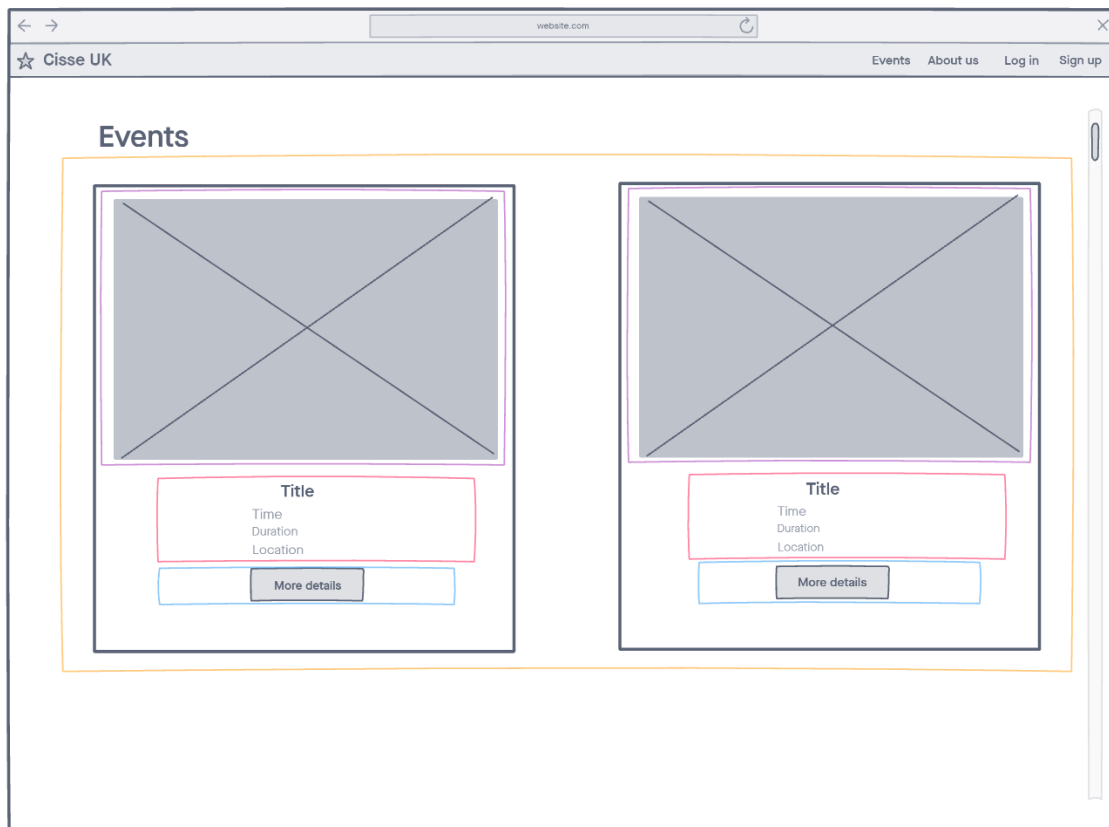 website.com
Cisse UK
Events About us Log in Sign up
Events
Title
Time
Duration
Location
More details
Title
Time
Duration
Location
More details